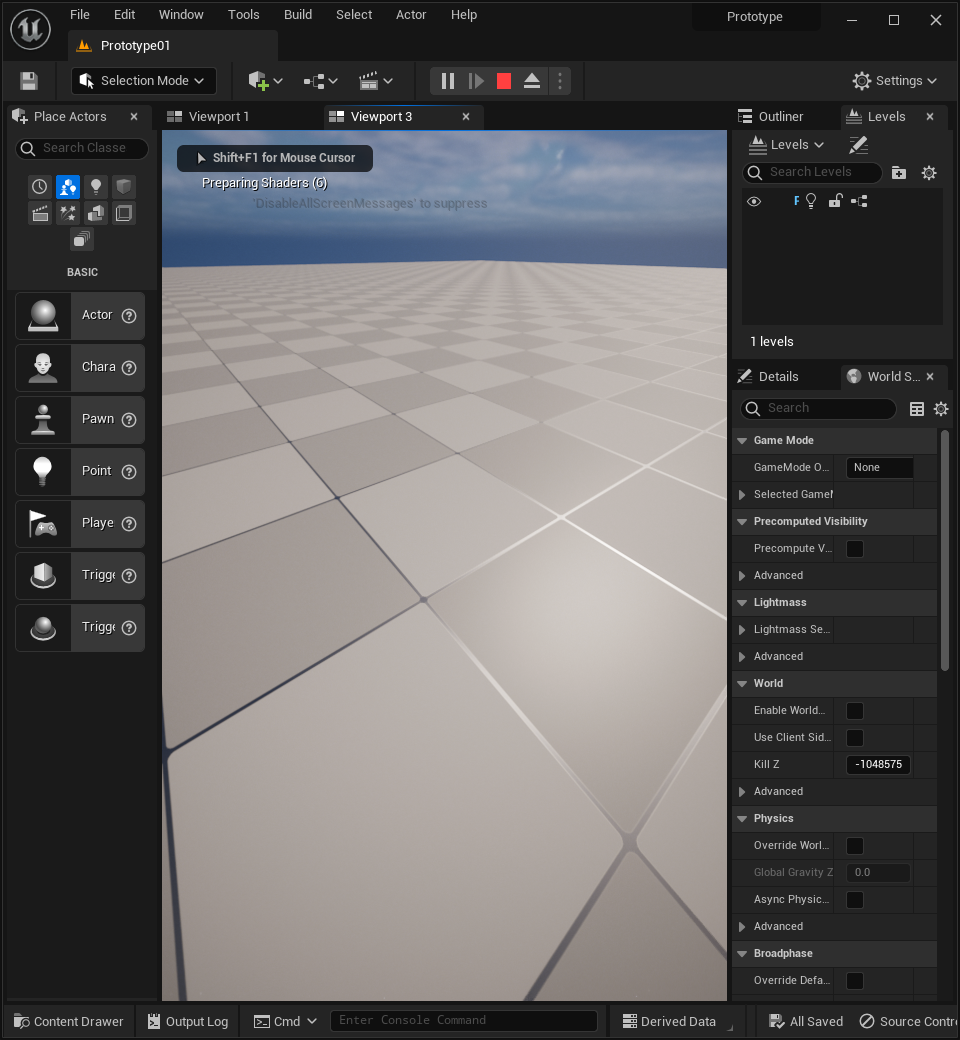 File Edit Window Tools Build Select Actor Help Prototype
Prototype01
Selection Mode Settings
Place Actors Viewport 1 Viewport 3 Outliner Levels
Search Classe Shift+F1 for Mouse Cursor Levels
Preparing Shaders (6) Search Levels
'DisableAllScreenMessages' to suppress F
BASIC
Actor
1 levels
Chara
Details World S...
Pawn Search
Game Mode
Point GameMode O... None
Selected GameM
Playe Precomputed Visibility
Precompute V...
Trigge Advanced
Lightmass
Trigge Lightmass Se...
Advanced
World
Enable World...
Use Client Sid...
Kill Z -1048575
Advanced
Physics
Override Worl...
Global Gravity Z 0.0
Async Physic...
Advanced
Broadphase
Override Defa...
Content Drawer Output Log Cmd Enter Console Command Derived Data All Saved Source Contr